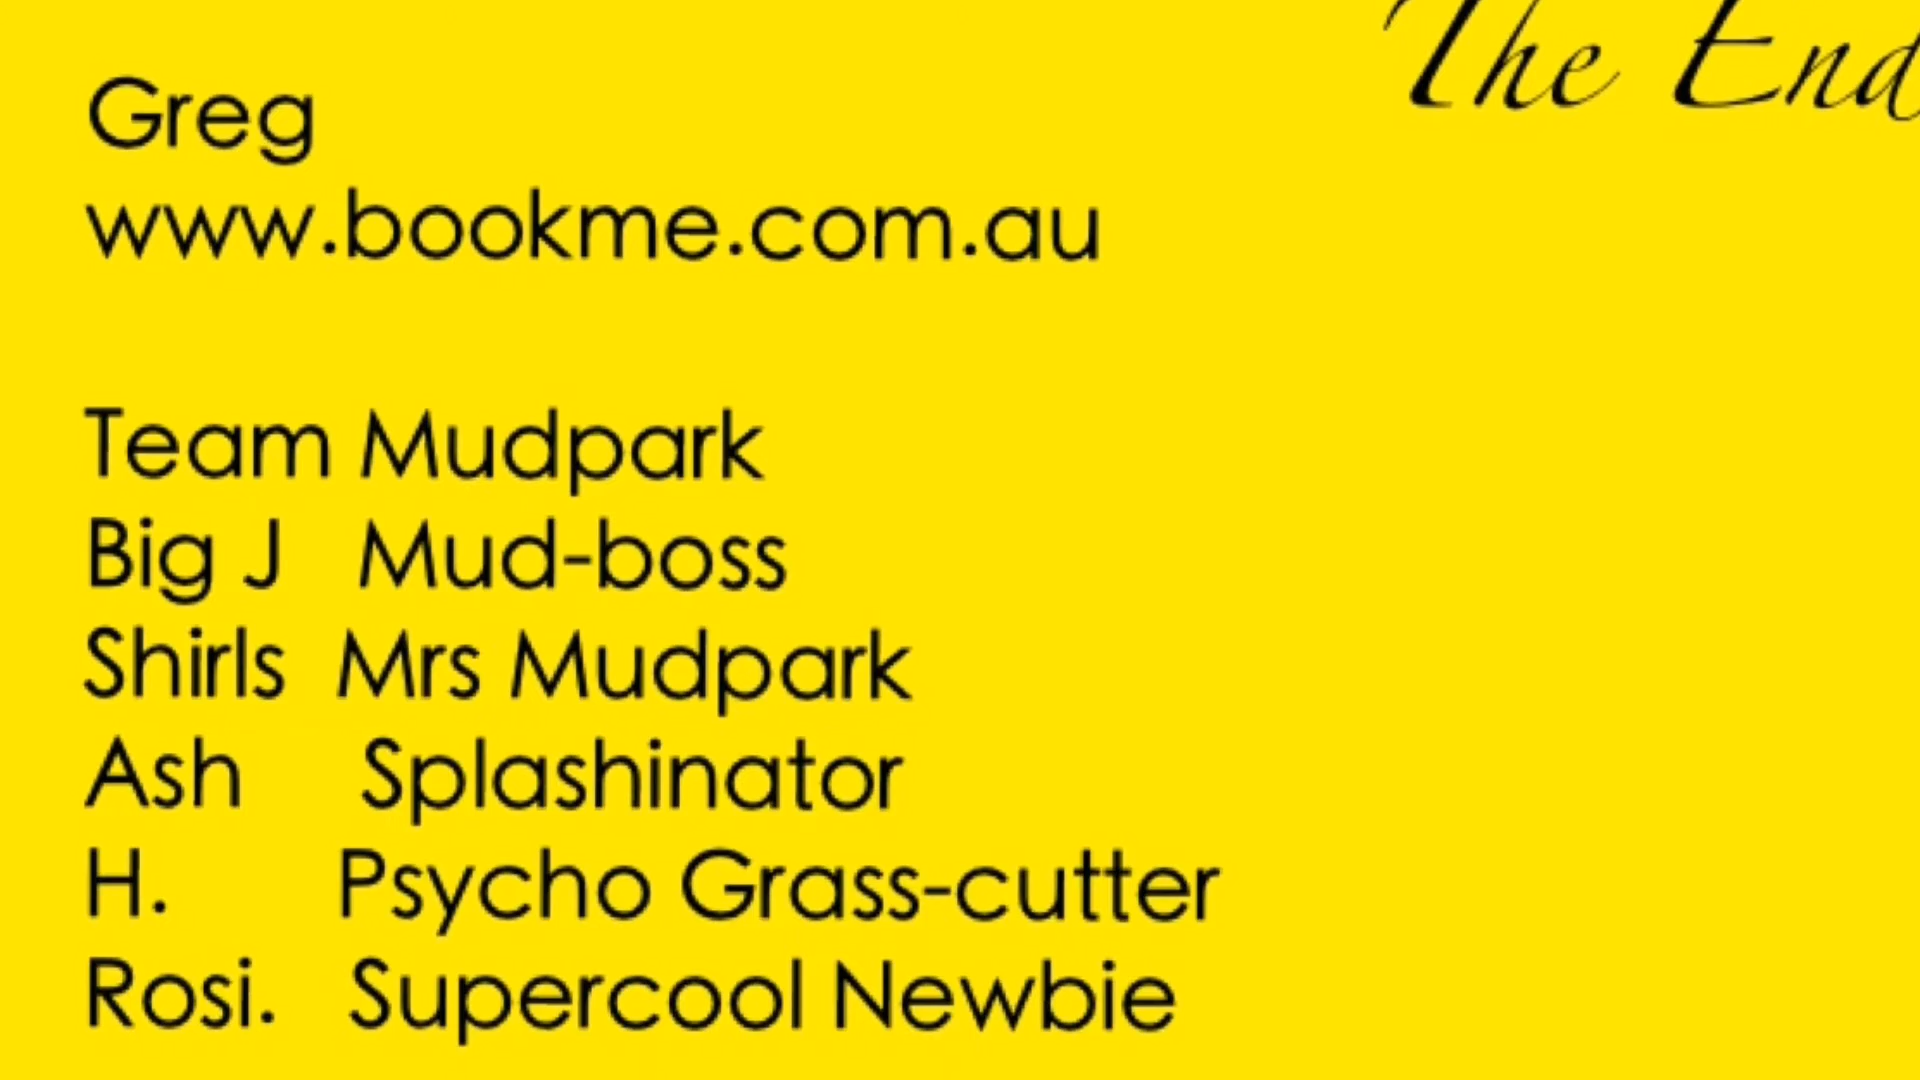 The End
Greg
www.bookme.com.au
Team Mudpark
Big J Mud-boss
Shirls Mrs Mudpark
Ash Splashinator
H. Psycho Grass-cutter
Rosi. Supercool Newbie